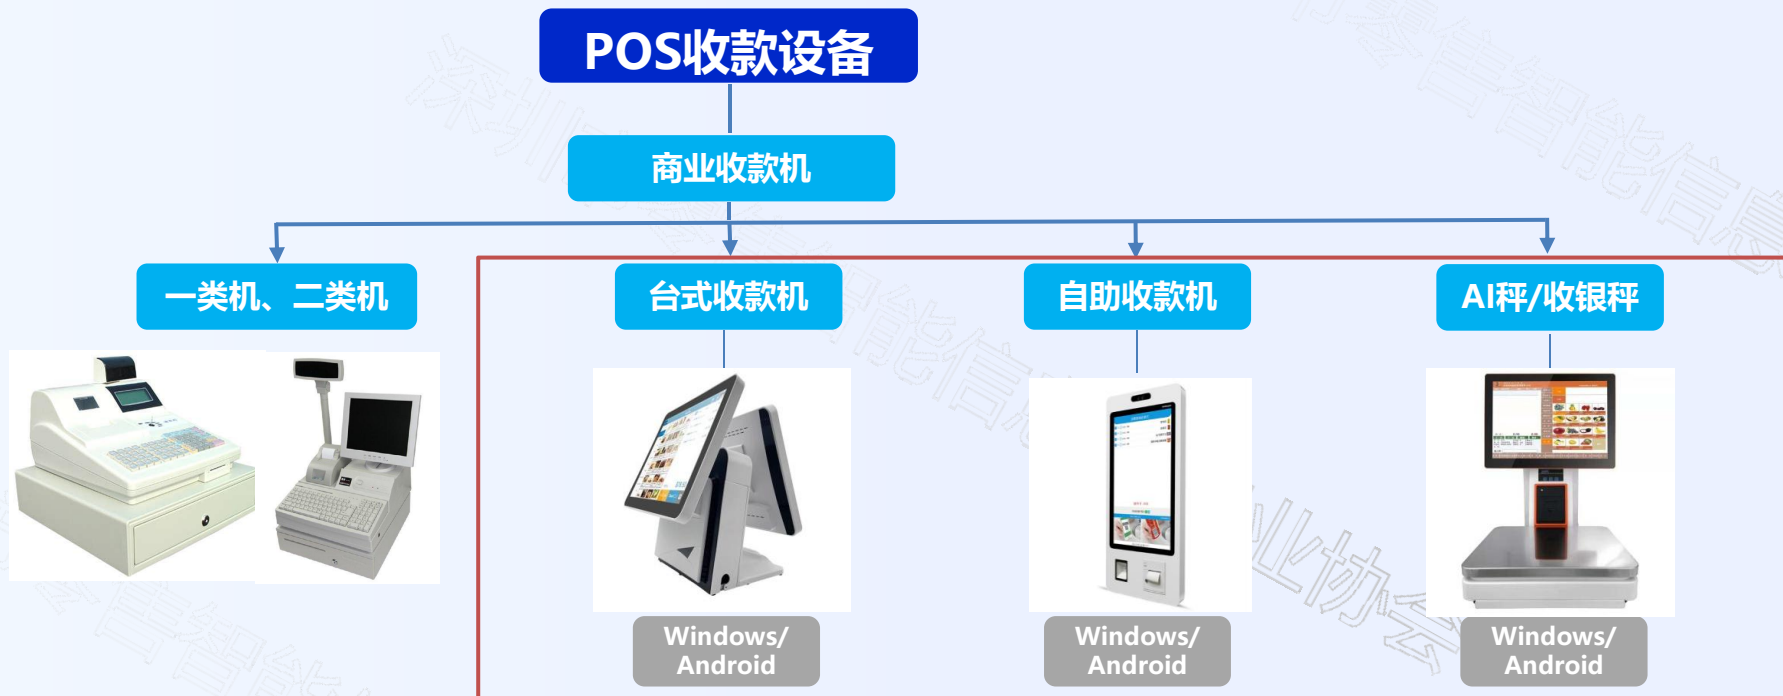 POS收款设备
商业收款机
一类机、二类机
台式收款机
自助收款机
AI秤/收银秤
Windows/
Android
Windows/
Android
Windows/
Android